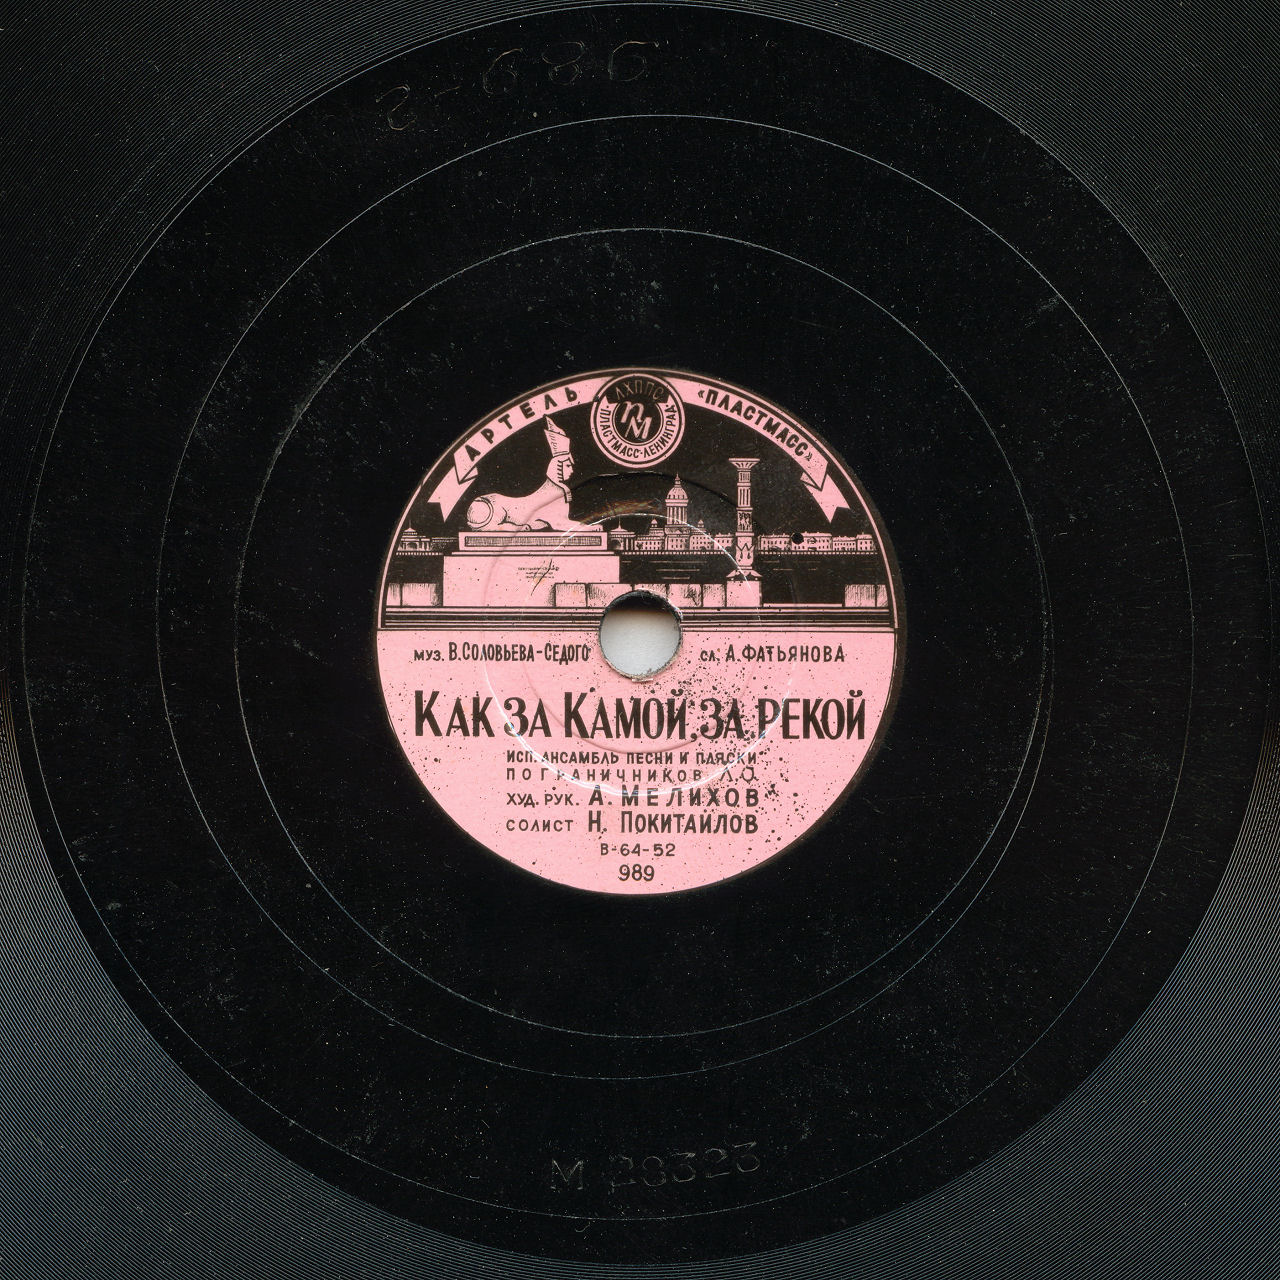 2-686
АРТЕЛЬ «ПЛАСТМАСС»
ЛХППС
ПМ
ПЛАСТМАСС-ЛЕНИНГРАД
МУЗ. В. СОЛОВЬЕВА-СЕДОГО СЛ. А. ФАТЬЯНОВА
КАК ЗА КАМОЙ, ЗА РЕКОЙ
ИСП. АНСАМБЛЬ ПЕСНИ И ПЛЯСКИ
ПОГРАНИЧНИКОВ Л.О.
ХУД. РУК. А. МЕЛИХОВ
СОЛИСТ Н. ПОКИТАЙЛОВ
В-64-52
989
М 28323